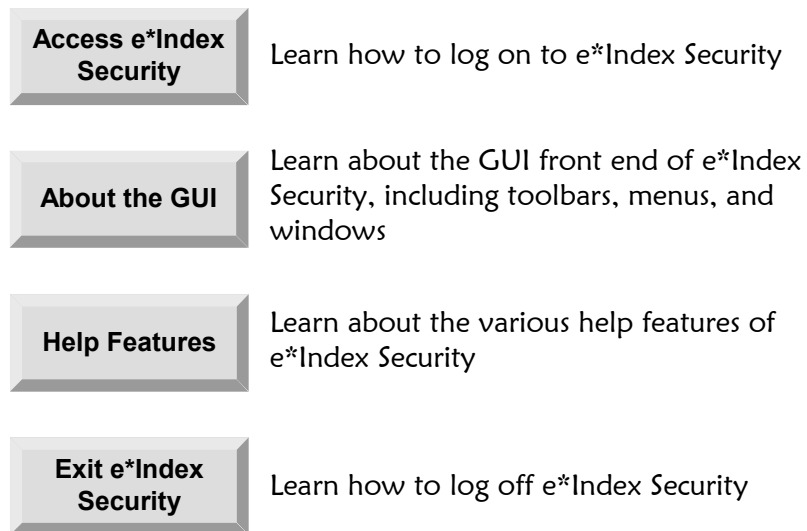 Access e*Index
Security
Learn how to log on to e*Index Security
About the GUI
Learn about the GUI front end of e*Index
Security, including toolbars, menus, and
windows
Help Features
Learn about the various help features of
e*Index Security
Exit e*Index
Security
Learn how to log off e*Index Security